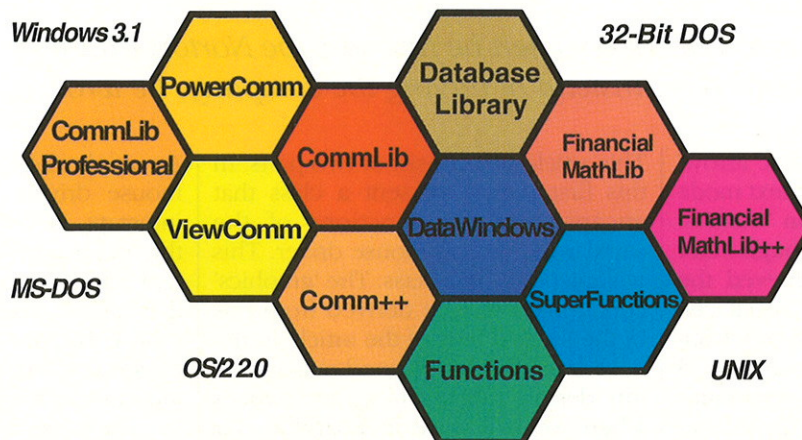 Windows 3.1
32-Bit DOS
PowerComm
Database
Library
CommLib
Professional
CommLib
Financial
MathLib
ViewComm
DataWindows
Financial
MathLib++
MS-DOS
Comm++
SuperFunctions
OS/2 2.0
Functions
UNIX